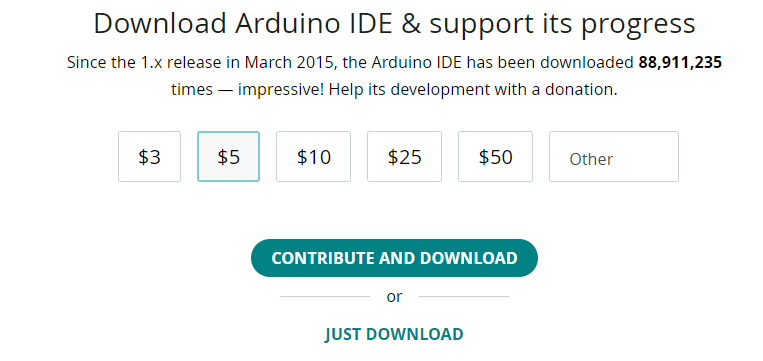 Download Arduino IDE & support its progress
Since the 1.x release in March 2015, the Arduino IDE has been downloaded 88,911,235
times — impressive! Help its development with a donation.
$3 $5 $10 $25 $50 Other
CONTRIBUTE AND DOWNLOAD
or
JUST DOWNLOAD